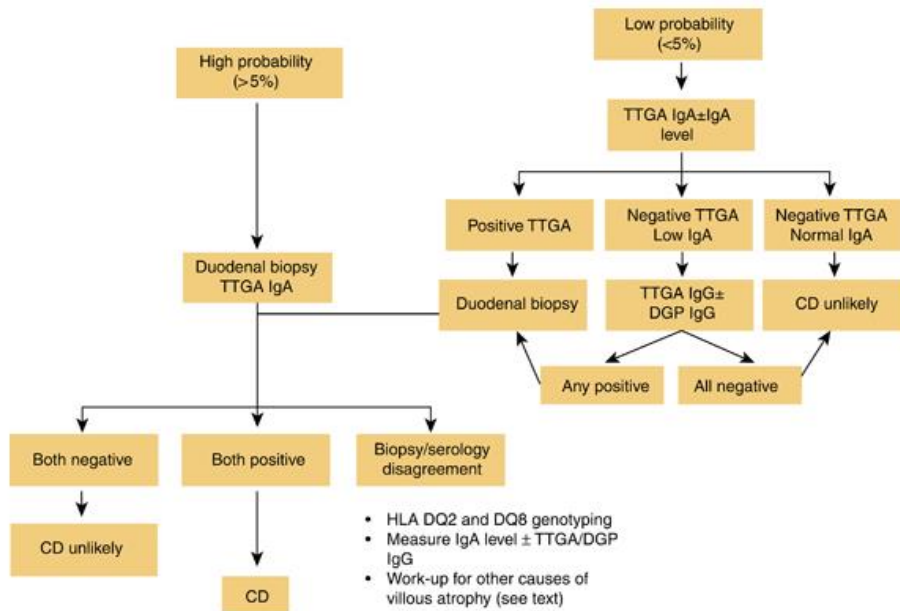 Low probability
(<5%)
High probability
(>5%)
TTGA IgA±IgA
level
Positive TTGA
Negative TTGA
Low IgA
Negative TTGA
Normal IgA
Duodenal biopsy
TTGA IgA
Duodenal biopsy
TTGA IgG±
DGP IgG
CD unlikely
Any positive
All negative
Both negative
Both positive
Biopsy/serology
disagreement
CD unlikely
CD
• HLA DQ2 and DQ8 genotyping
• Measure IgA level ± TTGA/DGP
IgG
• Work-up for other causes of
villous atrophy (see text)